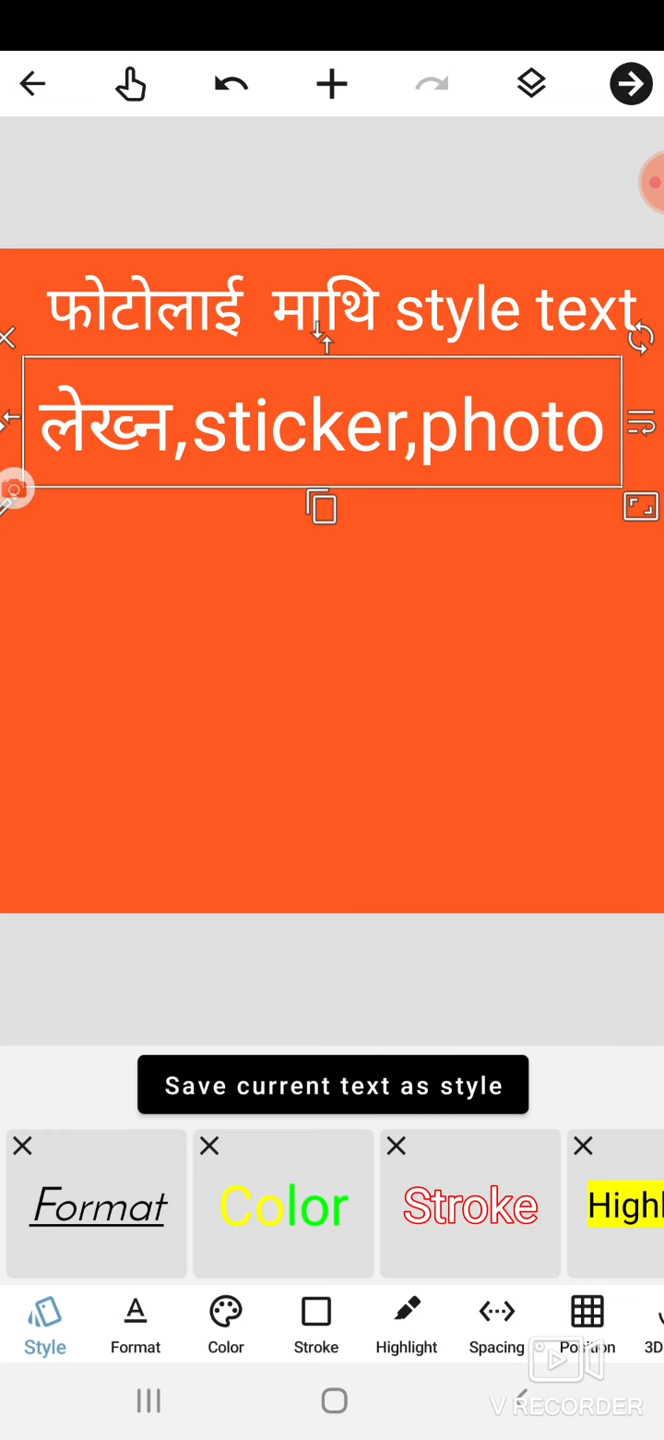 फोटोलाई माथि style text
लेख्न,sticker,photo
Save current text as style
Format
Color
Stroke
Style
Format
Color
Stroke
Highlight
Spacing
Position
3D
V RECORDER